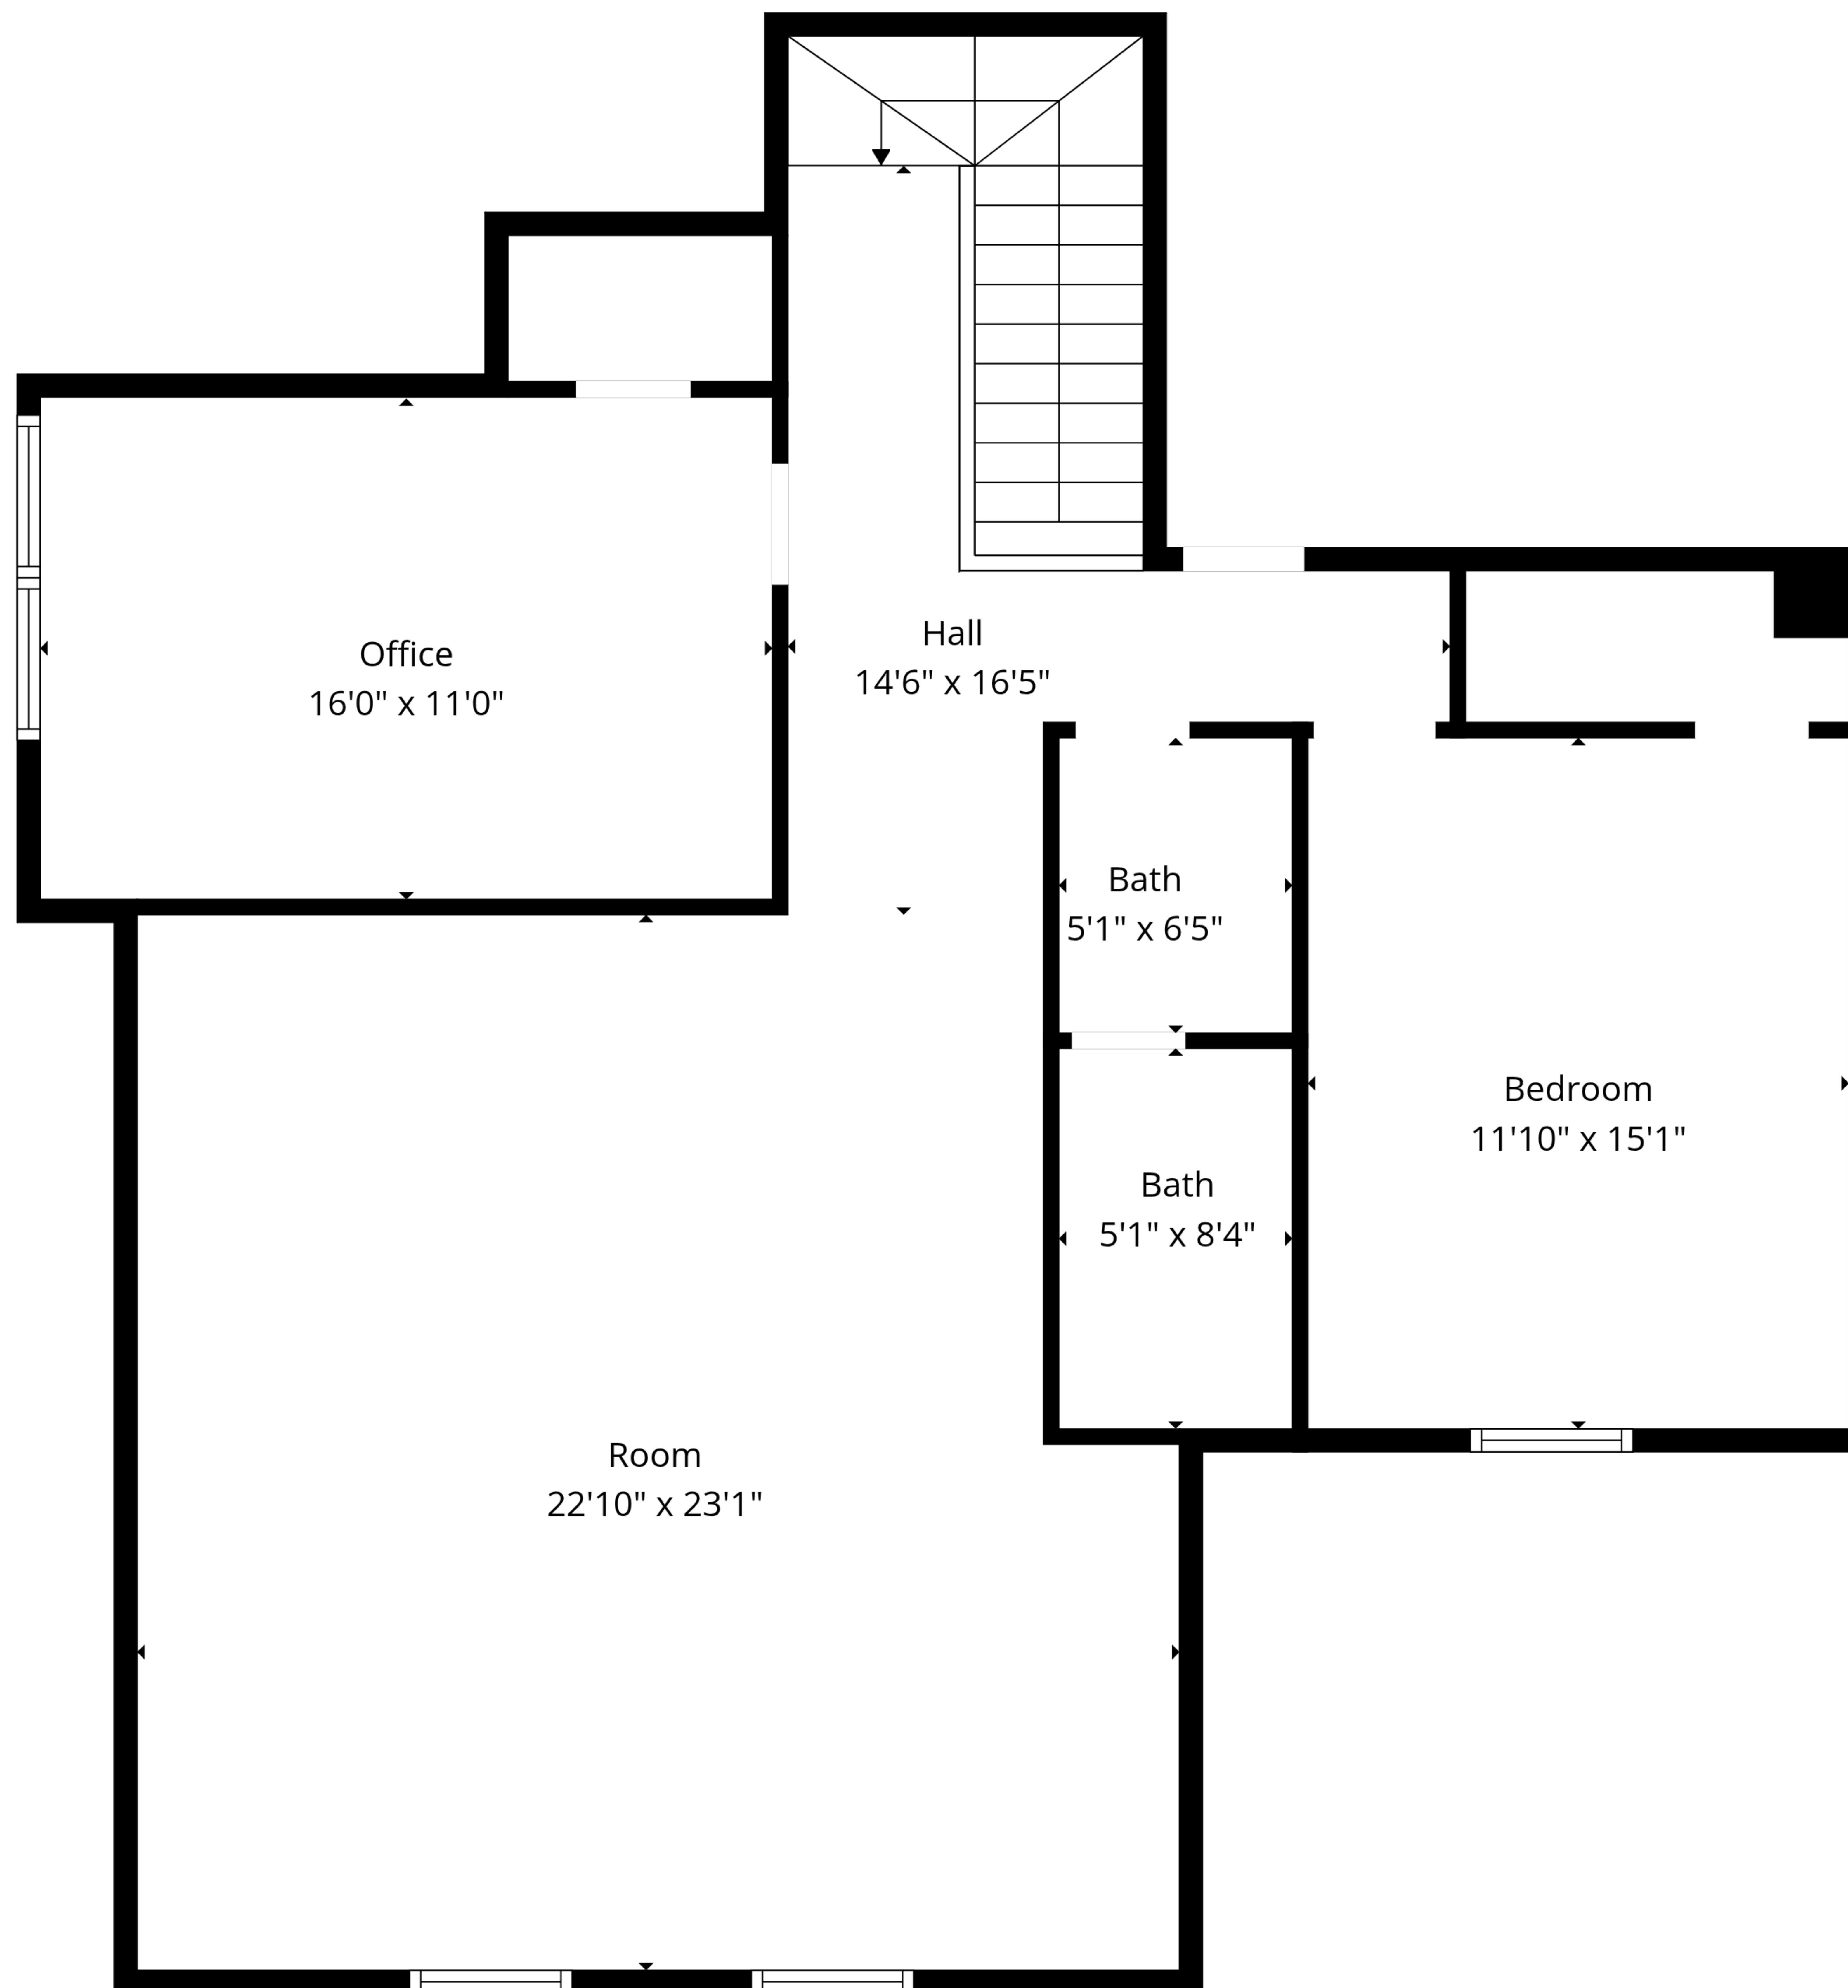 Hall
14'6" x 16'5"
Office
16'0" x 11'0"
Bath
5'1" x 6'5"
Bedroom
11'10" x 15'1"
Bath
5'1" x 8'4"
Room
22'10" x 23'1"